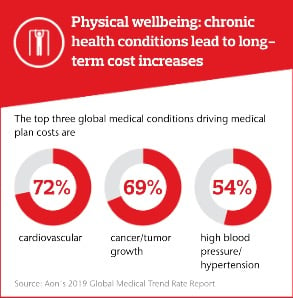 Physical wellbeing: chronic
health conditions lead to long–
term cost increases
The top three global medical conditions driving medical
plan costs are
72%
69%
54%
cardiovascular
cancer/tumor
growth
high blood
pressure/
hypertension
Source: Aon´s 2019 Global Medical Trend Rate Report